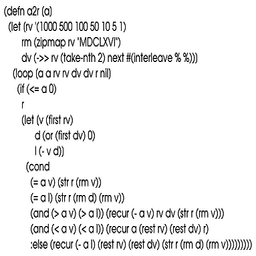 (defn a2r (a)
(let (rv '(1000 500 100 50 10 5 1)
rm (zipmap rv "MDCLXVI")
dv (->> rv (take-nth 2) next #(interleave % %)))
(loop (a a rv rv dv dv r nil)
(if (<= a 0)
r
(let (v (first rv)
d (or (first dv) 0)
l (- v d))
(cond
(= a v) (str r (rm v))
(= a l) (str r (rm d) (rm v))
(and (> a v) (> a l)) (recur (- a v) rv dv (str r (rm v)))
(and (< a v) (< a l)) (recur a (rest rv) (rest dv) r)
:else (recur (- a l) (rest rv) (rest dv) (str r (rm d) (rm v)))))))))